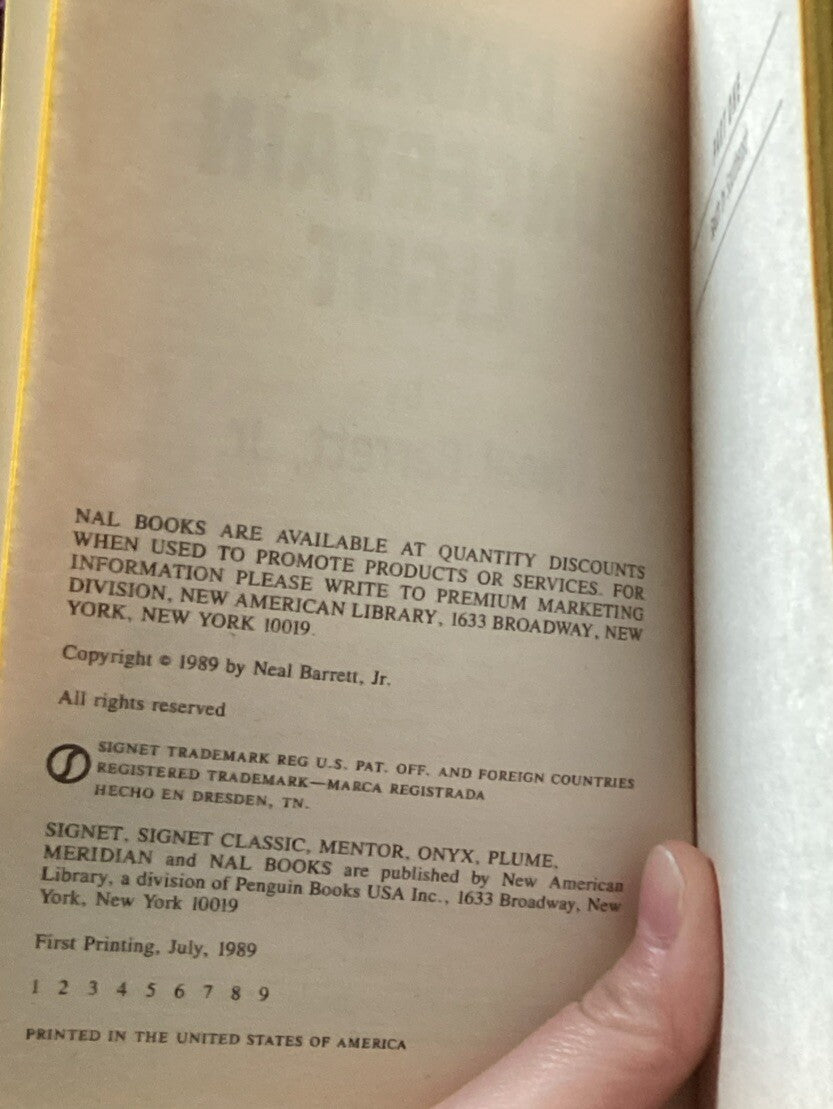 NAL BOOKS ARE AVAILABLE AT QUANTITY DISCOUNTS
WHEN USED TO PROMOTE PRODUCTS OR SERVICES. FOR
INFORMATION PLEASE WRITE TO PREMIUM MARKETING
DIVISION, NEW AMERICAN LIBRARY, 1633 BROADWAY, NEW
YORK, NEW YORK 10019.
Copyright © 1989 by Neal Barrett, Jr.
All rights reserved
SIGNET TRADEMARK REG U.S. PAT. OFF. AND FOREIGN COUNTRIES
REGISTERED TRADEMARK—MARCA REGISTRADA
HECHO EN DRESDEN, TN.
SIGNET, SIGNET CLASSIC, MENTOR, ONYX, PLUME,
MERIDIAN and NAL BOOKS are published by New American
Library, a division of Penguin Books USA Inc., 1633 Broadway, New
York, New York 10019
First Printing, July, 1989
1 2 3 4 5 6 7 8 9
PRINTED IN THE UNITED STATES OF AMERICA